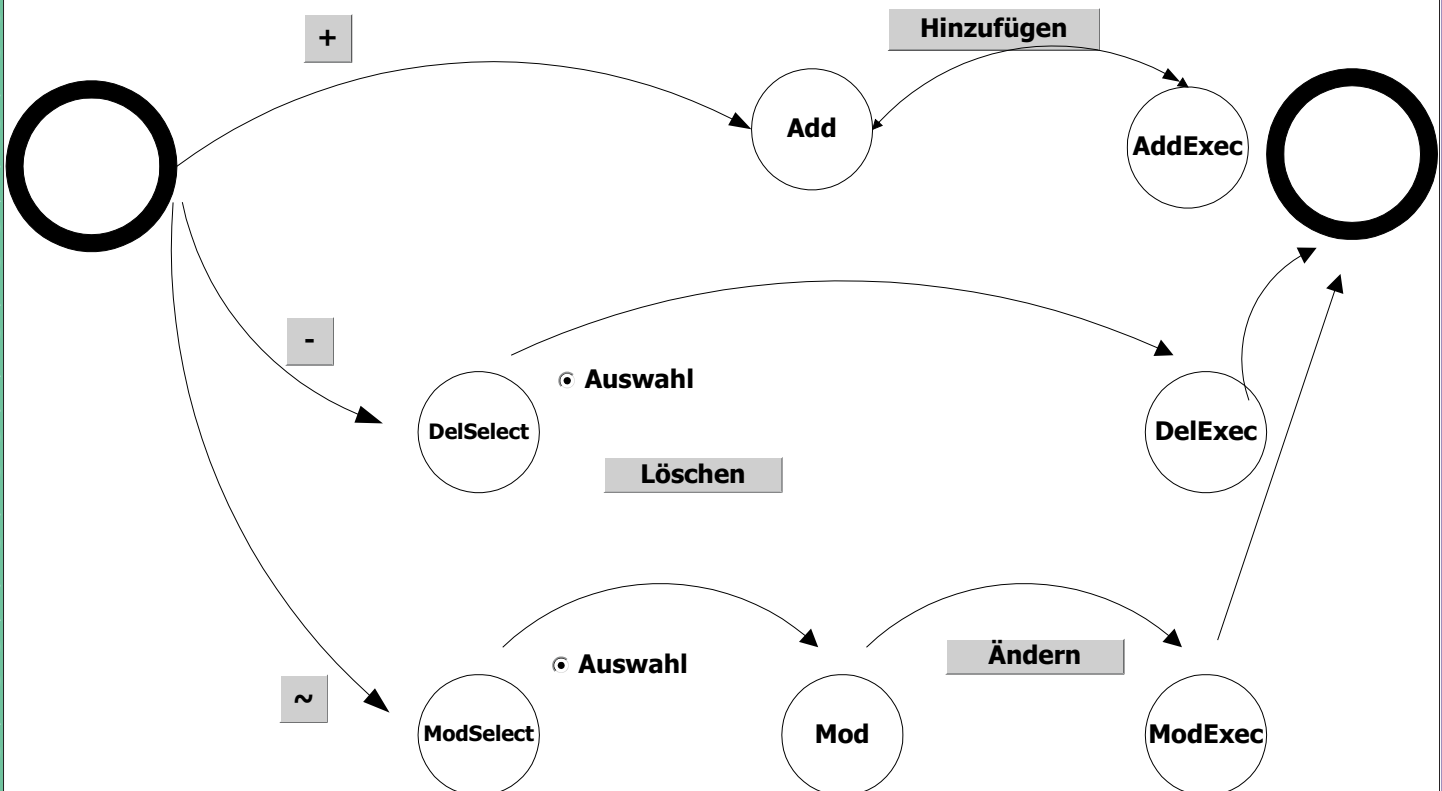 +
Hinzufügen
Add
AddExec
-
Auswahl
DelSelect
DelExec
Löschen
Auswahl
Ändern
~
ModSelect
Mod
ModExec